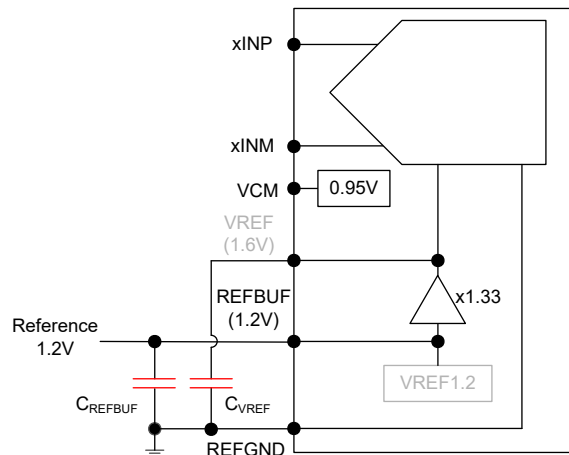 xINP
xINM
VCM
0.95V
VREF
(1.6V)
REFBUF
(1.2V)
x1.33
Reference
1.2V
VREF1.2
CREFBUF
CVREF
REFGND